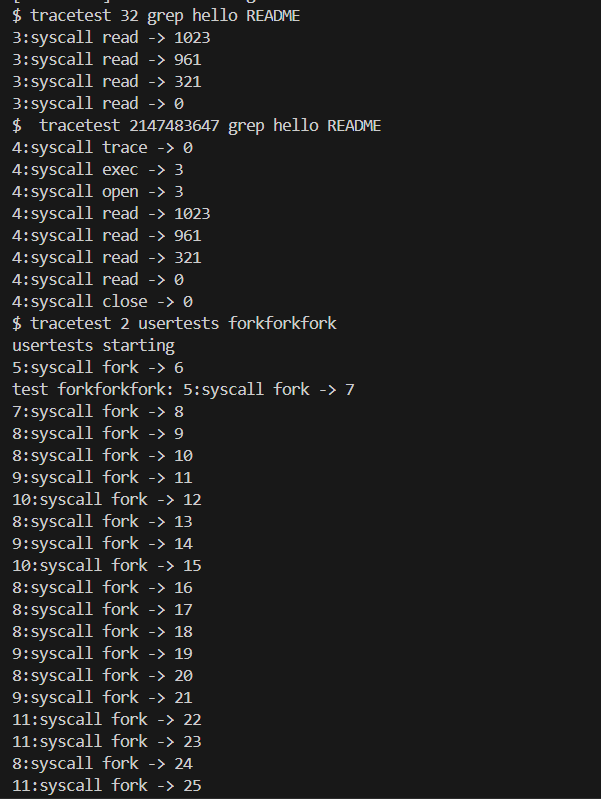 $ tracetest 32 grep hello README
3:syscall read -> 1023
3:syscall read -> 961
3:syscall read -> 321
3:syscall read -> 0
$  tracetest 2147483647 grep hello README
4:syscall trace -> 0
4:syscall exec -> 3
4:syscall open -> 3
4:syscall read -> 1023
4:syscall read -> 961
4:syscall read -> 321
4:syscall read -> 0
4:syscall close -> 0
$ tracetest 2 usertests forkforkfork
usertests starting
5:syscall fork -> 6
test forkforkfork: 5:syscall fork -> 7
7:syscall fork -> 8
8:syscall fork -> 9
8:syscall fork -> 10
9:syscall fork -> 11
10:syscall fork -> 12
8:syscall fork -> 13
9:syscall fork -> 14
10:syscall fork -> 15
8:syscall fork -> 16
8:syscall fork -> 17
8:syscall fork -> 18
9:syscall fork -> 19
8:syscall fork -> 20
9:syscall fork -> 21
11:syscall fork -> 22
11:syscall fork -> 23
8:syscall fork -> 24
11:syscall fork -> 25